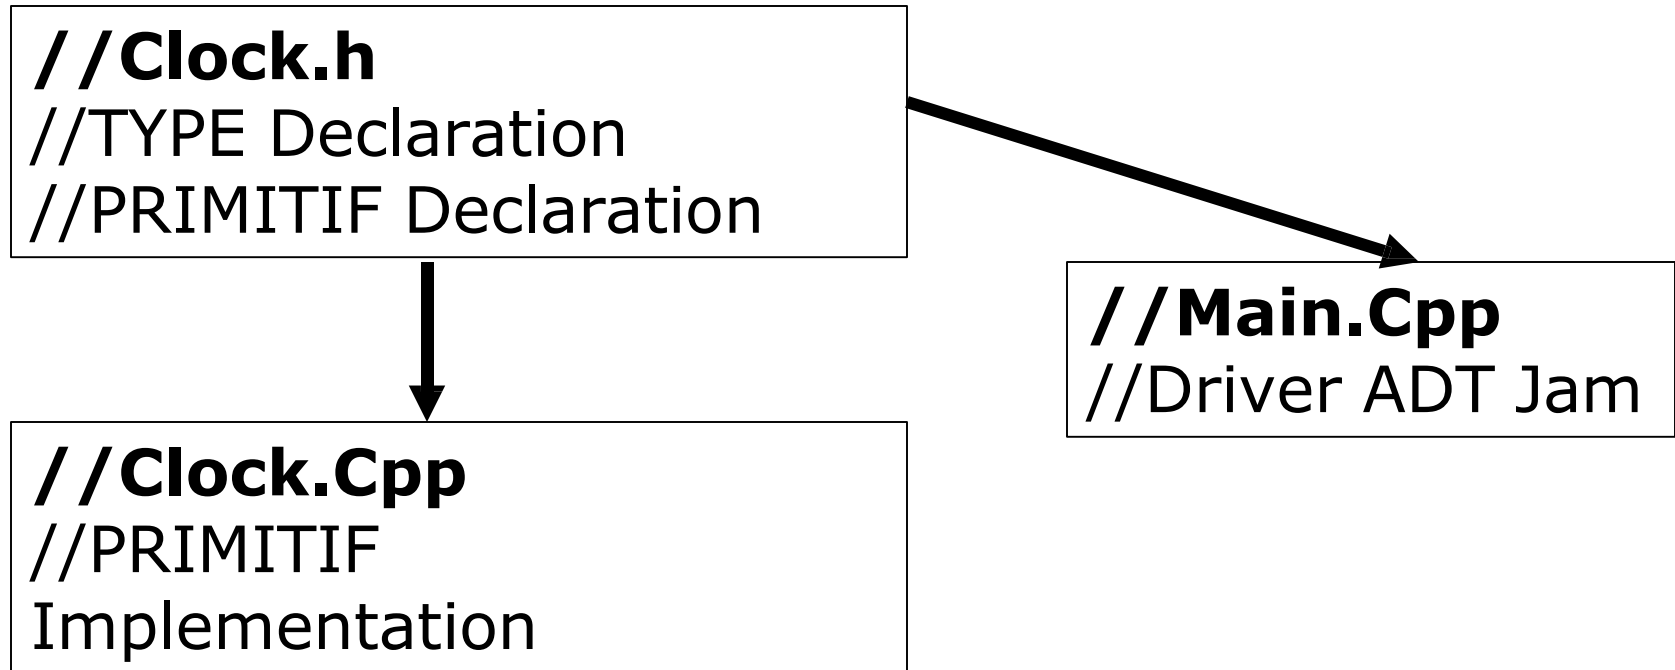 //Clock.h
//TYPE Declaration
//PRIMITIF Declaration
//Main.Cpp
//Driver ADT Jam
//Clock.Cpp
//PRIMITIF
Implementation